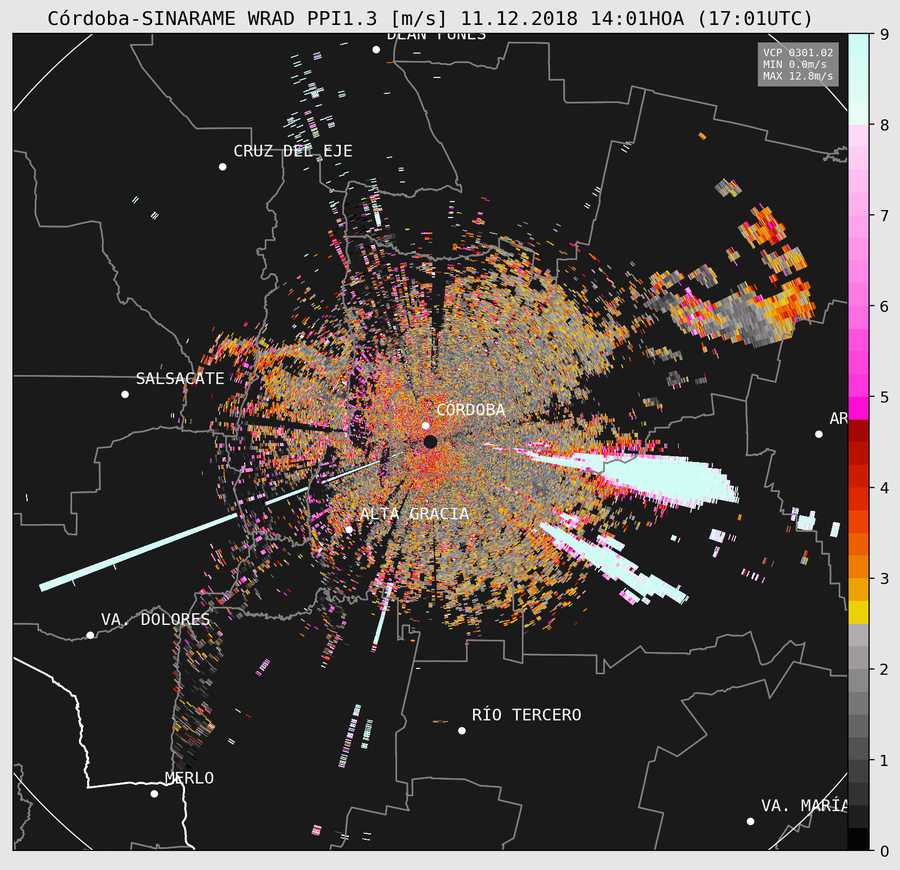 Córdoba-SINARAME WRAD PPI1.3 [m/s] 11.12.2018 14:01HOA (17:01UTC)
DEAN FUNES
VCP 0301.02
MIN 0.0m/s
MAX 12.8m/s
CRUZ DEL EJE
SALSACATE
CÓRDOBA
AR
ALTA GRACIA
VA. DOLORES
RÍO TERCERO
MERLO
VA. MARÍA
9
8
7
6
5
4
3
2
1
0